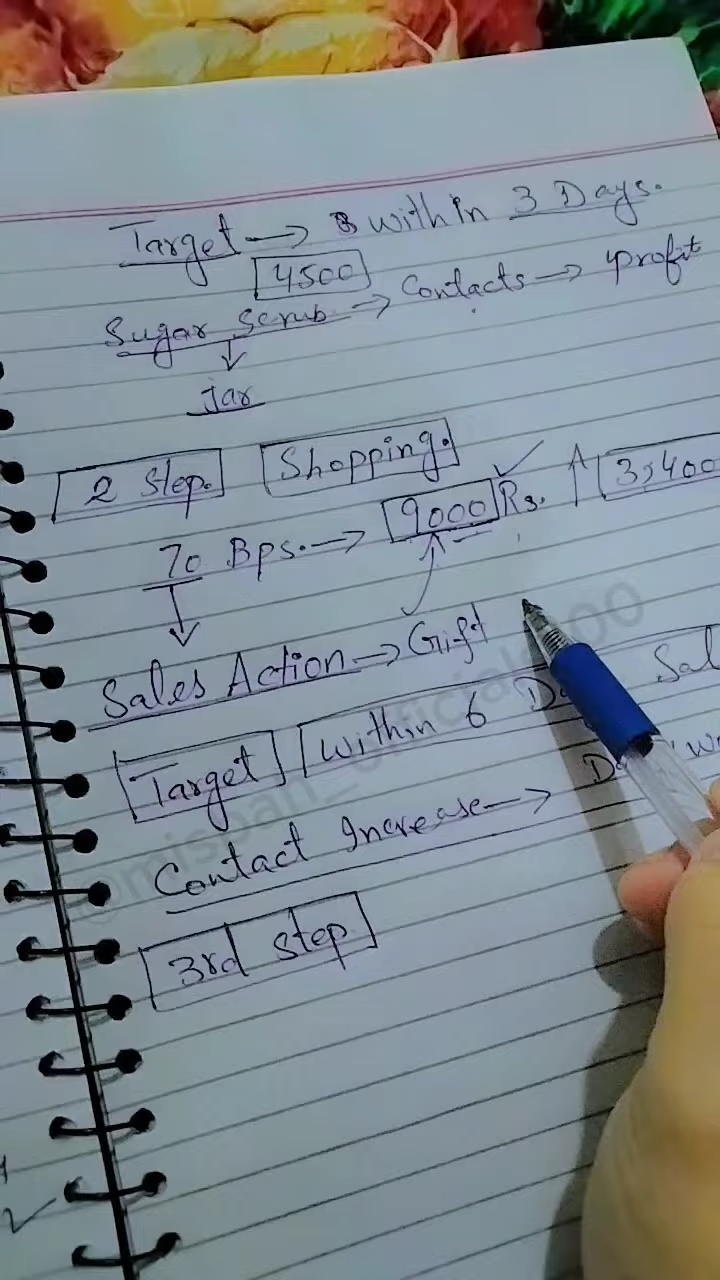 Target → within 3 Days.
4500
Sugar Scrub → Contacts → profit
Jar
2 Step. Shopping.
70 Bps. → 9000 Rs. ↑ 3,400
Sales Action → Gift
Target Within 6 Sal
Contact Increase →
3rd step